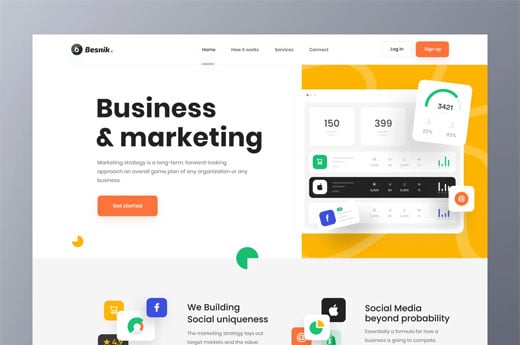 b Besnik.
Home How it works Services Connect
Log in Sign up
Business
& marketing
Marketing strategy is a long-term, forward-looking
approach an overall game plan of any organization or any
business.
Get started
150 399
3421
23%
f
@
f
We Building
Social uniqueness
The marketing strategy lays out
target markets and the value.
Social Media
beyond probability
Essentially a formula for how a
business is going to compete,